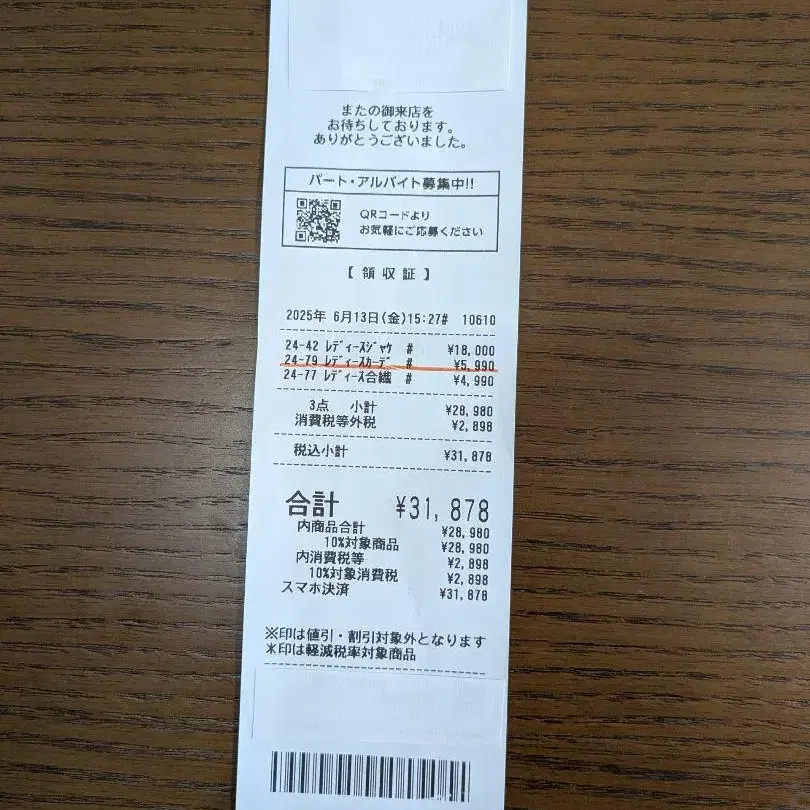 またの御来店を
お待ちしております。
ありがとうございました。
パート・アルバイト募集中!!
QRコードより
お気軽にご応募ください
【 領 収 証 】
2025年 6月13日(金)15:27# 10610
24-42 ﾚﾃﾞｨｰｽｼﾞｬｹ # ¥18,000
24-79 ﾚﾃﾞｨｰｽｶｰﾃﾞ # ¥5,990
24-77 ﾚﾃﾞｨｰｽ合繊 # ¥4,990
3点 小計 ¥28,980
消費税等外税 ¥2,898
税込小計 ¥31,878
合計 ¥31,878
内商品合計 ¥28,980
10%対象商品 ¥28,980
内消費税等 ¥2,898
10%対象消費税 ¥2,898
スマホ決済 ¥31,878
※印は値引・割引対象外となります
＊印は軽減税率対象商品